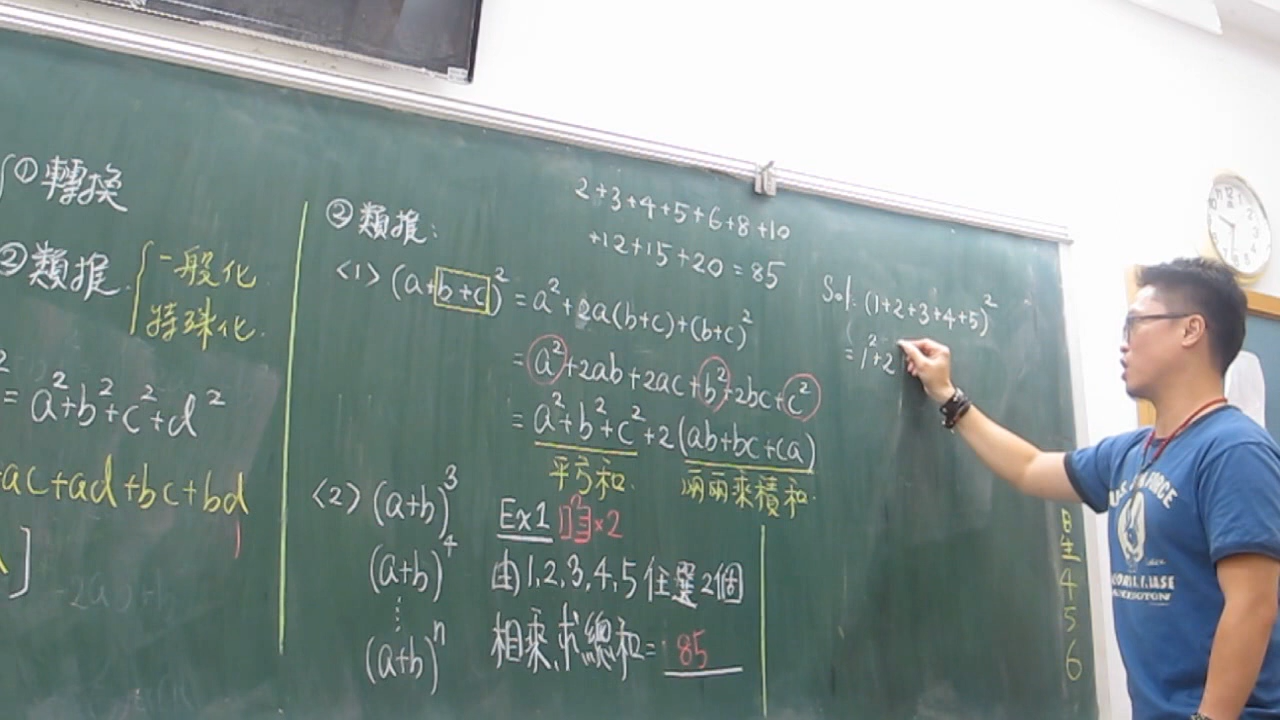 ①轉換
②類推
一般化
特殊化
= a²+b²+c²+d²
+ac+ad+bc+bd
②類推:
<1> (a+b+c)² = a²+2a(b+c)+(b+c)²
= a²+2ab+2ac+b²+2bc+c²
= a²+b²+c²+2(ab+bc+ca)
平方和 兩兩乘積和
<2> (a+b)³
(a+b)⁴
⋮
(a+b)ⁿ
2+3+4+5+6+8+10
+12+15+20=85
Ex1 ×2
由1,2,3,4,5任選2個
相乘,求總和= 85
Sol: (1+2+3+4+5)²
= 1²+2
星
4
5
6